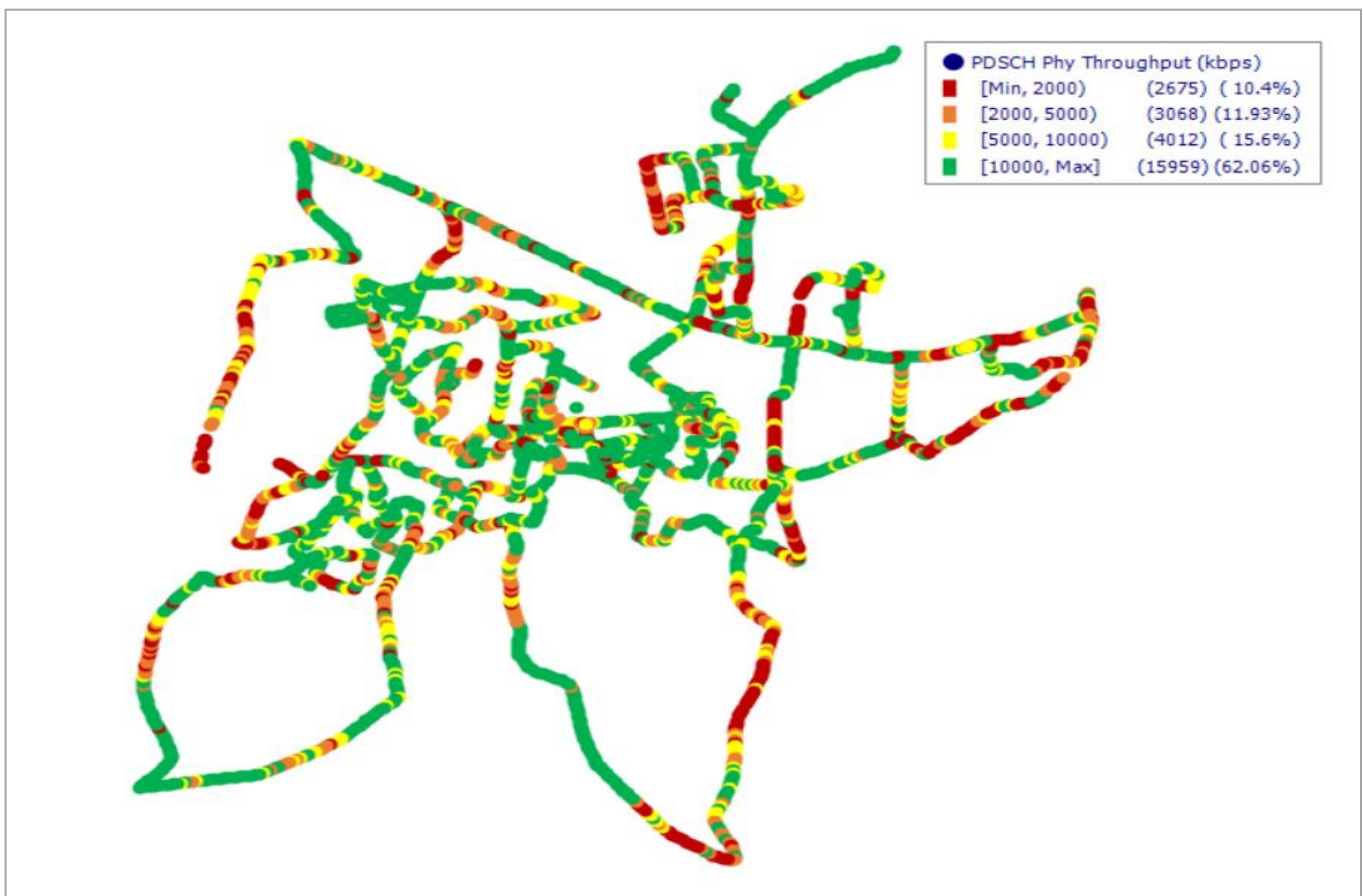 PDSCH Phy Throughput (kbps)
[Min, 2000) (2675) ( 10.4%)
[2000, 5000) (3068) (11.93%)
[5000, 10000) (4012) ( 15.6%)
[10000, Max] (15959) (62.06%)